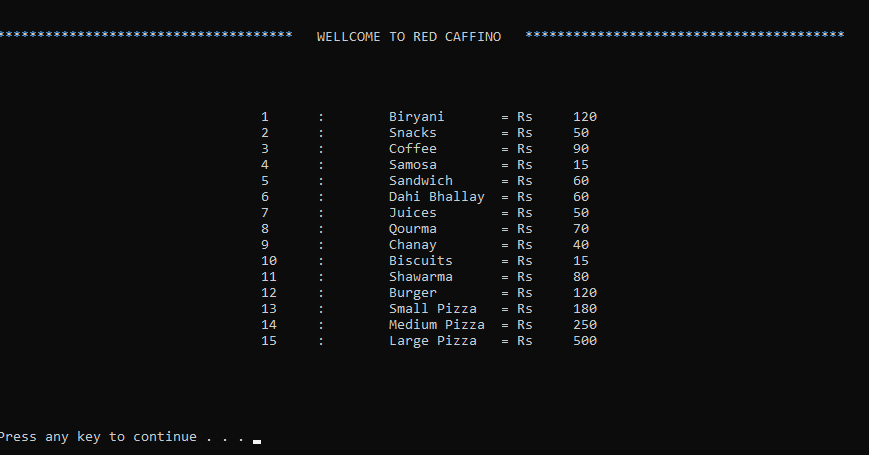 ************************************* WELLCOME TO RED CAFFINO ****************************************
1 : Biryani = Rs 120
2 : Snacks = Rs 50
3 : Coffee = Rs 90
4 : Samosa = Rs 15
5 : Sandwich = Rs 60
6 : Dahi Bhallay = Rs 60
7 : Juices = Rs 50
8 : Qourma = Rs 70
9 : Chanay = Rs 40
10 : Biscuits = Rs 15
11 : Shawarma = Rs 80
12 : Burger = Rs 120
13 : Small Pizza = Rs 180
14 : Medium Pizza = Rs 250
15 : Large Pizza = Rs 500
Press any key to continue . . .